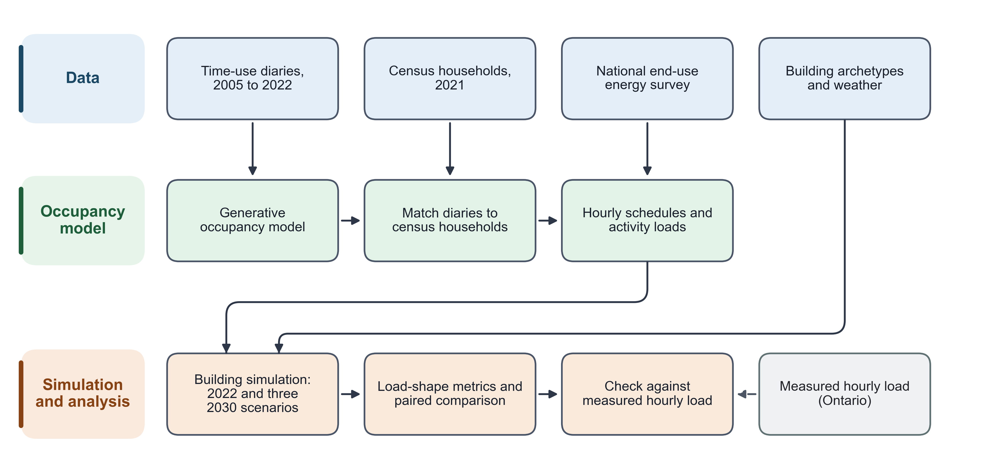 Data
Time-use diaries,
2005 to 2022
Census households,
2021
National end-use
energy survey
Building archetypes
and weather
Occupancy
model
Generative
occupancy model
Match diaries to
census households
Hourly schedules and
activity loads
Simulation
and analysis
Building simulation:
2022 and three
2030 scenarios
Load-shape metrics and
paired comparison
Check against
measured hourly load
Measured hourly load
(Ontario)